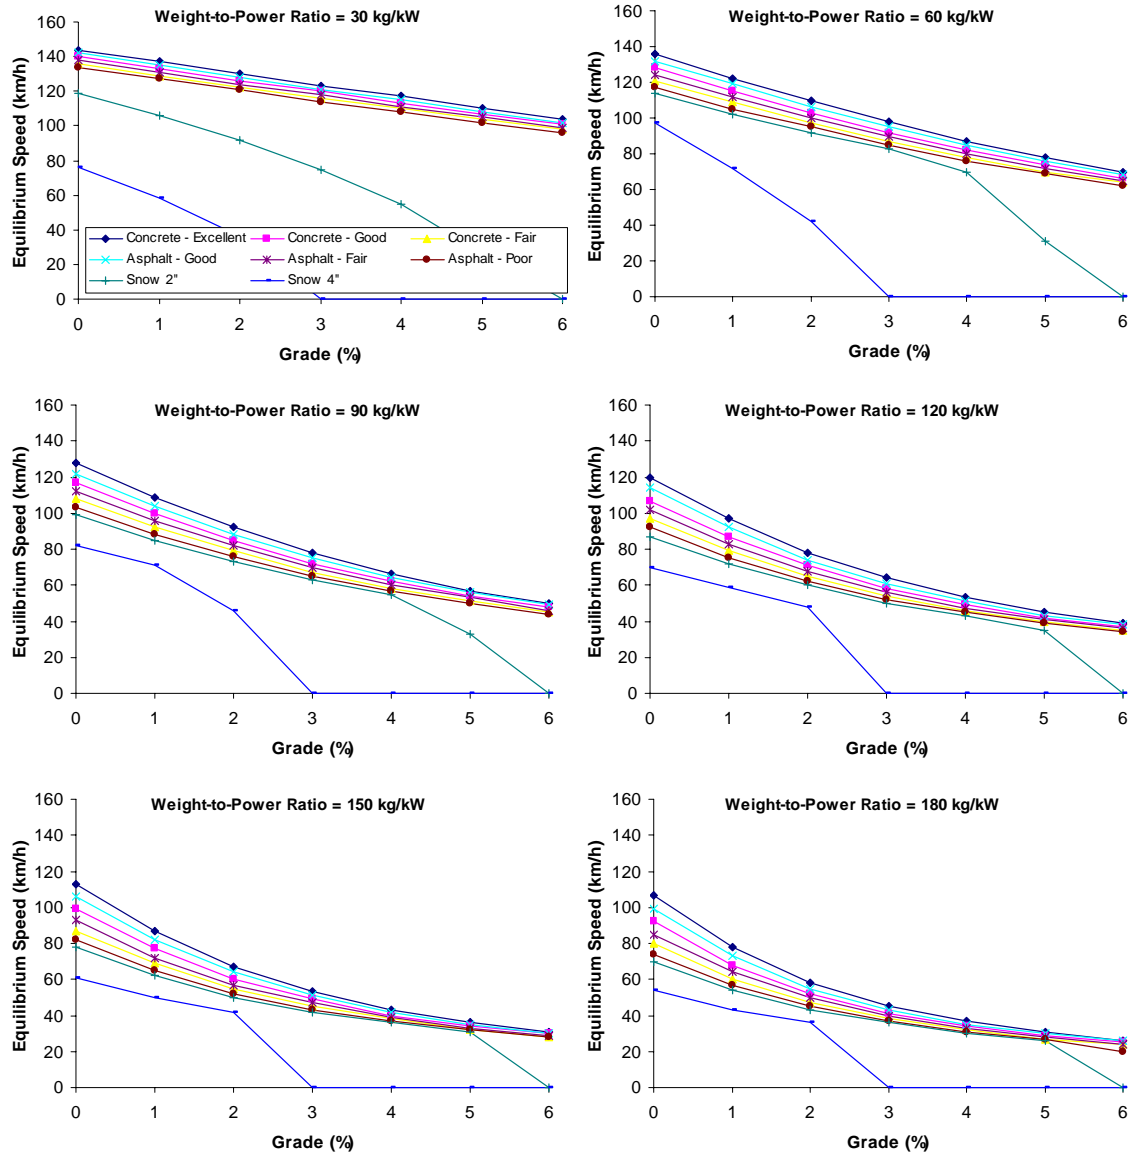 Weight-to-Power Ratio = 30 kg/kW
Equilibrium Speed (km/h)
160
140
120
100
80
60
40
20
0
Concrete - Excellent Concrete - Good Concrete - Fair
Asphalt - Good Asphalt - Fair Asphalt - Poor
Snow 2" Snow 4"
0 1 2 3 4 5 6
Grade (%)
Weight-to-Power Ratio = 60 kg/kW
Equilibrium Speed (km/h)
160
140
120
100
80
60
40
20
0
0 1 2 3 4 5 6
Grade (%)
Weight-to-Power Ratio = 90 kg/kW
Equilibrium Speed (km/h)
160
140
120
100
80
60
40
20
0
0 1 2 3 4 5 6
Grade (%)
Weight-to-Power Ratio = 120 kg/kW
Equilibrium Speed (km/h)
160
140
120
100
80
60
40
20
0
0 1 2 3 4 5 6
Grade (%)
Weight-to-Power Ratio = 150 kg/kW
Equilibrium Speed (km/h)
160
140
120
100
80
60
40
20
0
0 1 2 3 4 5 6
Grade (%)
Weight-to-Power Ratio = 180 kg/kW
Equilibrium Speed (km/h)
160
140
120
100
80
60
40
20
0
0 1 2 3 4 5 6
Grade (%)